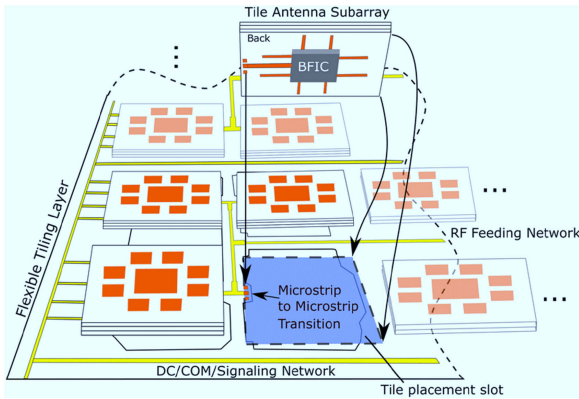 Tile Antenna Subarray
Back
BFIC
Flexible Tiling Layer
RF Feeding Network
Microstrip
to Microstrip
Transition
DC/COM/Signaling Network
Tile placement slot